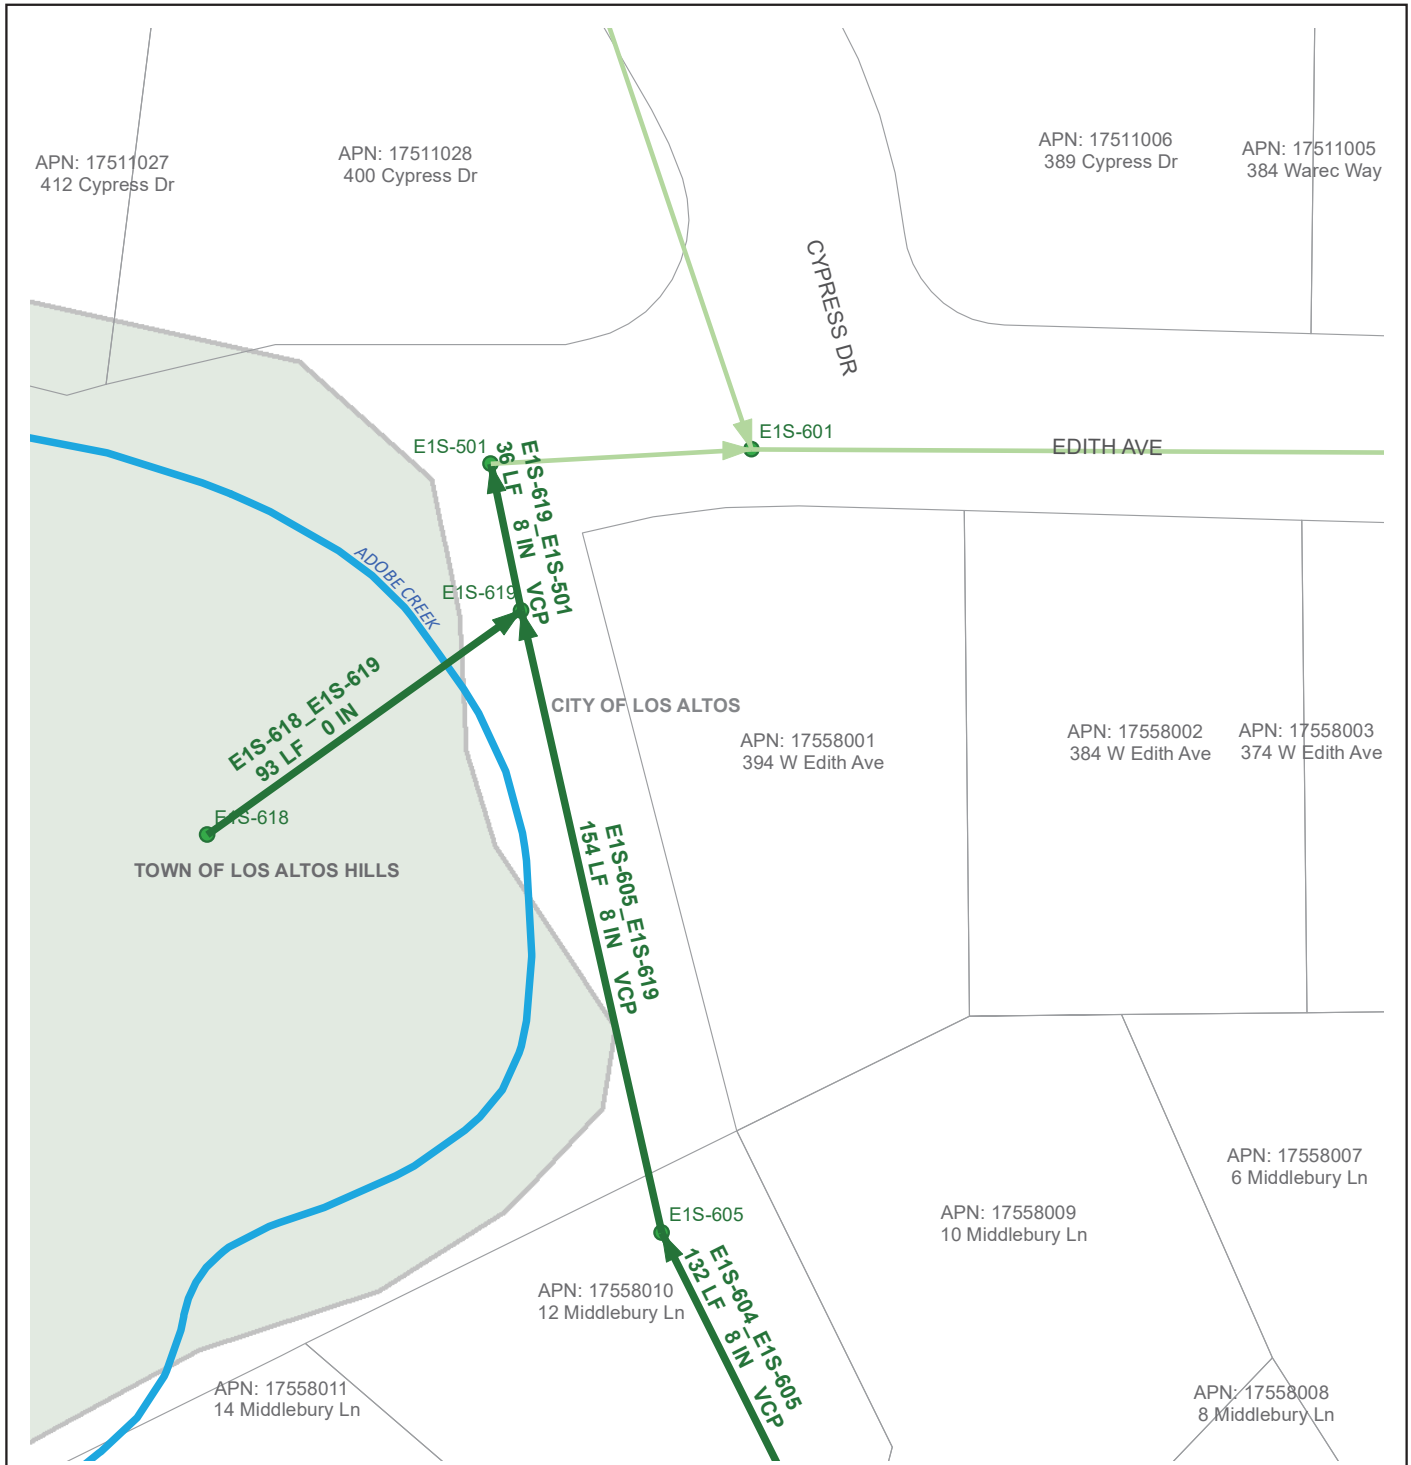 APN: 17511027
412 Cypress Dr
APN: 17511028
400 Cypress Dr
APN: 17511006
389 Cypress Dr
APN: 17511005
384 Warec Way
CYPRESS DR
E1S-501
E1S-601
EDITH AVE
E1S-619_E1S-501
36 LF 8 IN VCP
ADOBE CREEK
E1S-619
E1S-618_E1S-619
93 LF 0 IN
CITY OF LOS ALTOS
APN: 17558001
394 W Edith Ave
APN: 17558002
384 W Edith Ave
APN: 17558003
374 W Edith Ave
E1S-618
TOWN OF LOS ALTOS HILLS
E1S-605_E1S-619
154 LF 8 IN VCP
APN: 17558007
6 Middlebury Ln
E1S-605
APN: 17558009
10 Middlebury Ln
E1S-604_E1S-605
132 LF 8 IN VCP
APN: 17558010
12 Middlebury Ln
APN: 17558011
14 Middlebury Ln
APN: 17558008
8 Middlebury Ln